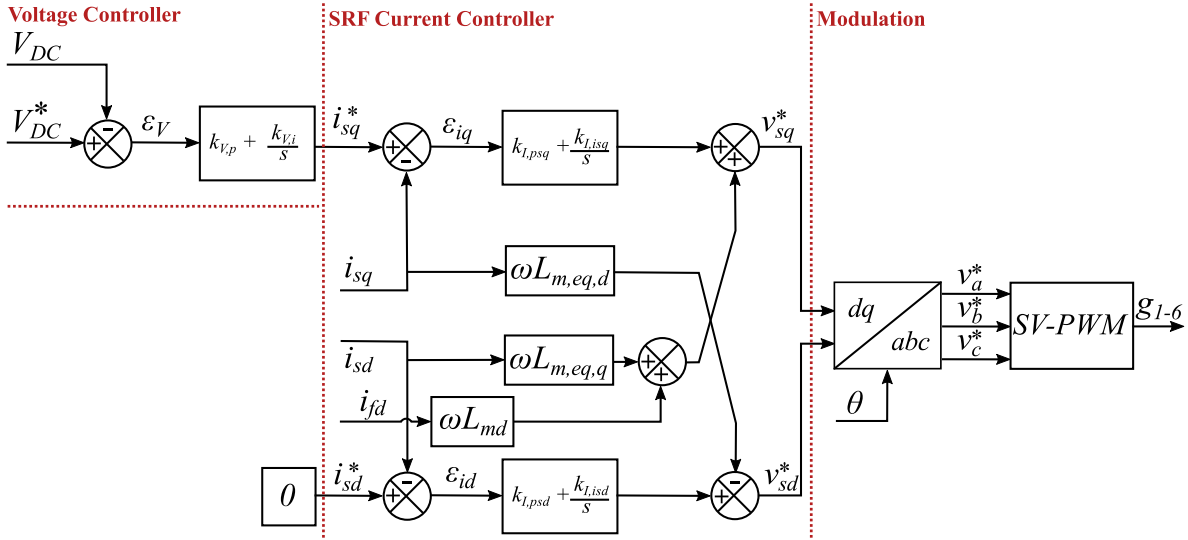 Voltage Controller
SRF Current Controller
Modulation
V_DC
V*_DC
ε_V
k_V,p + k_V,i/s
i*_sq
ε_iq
k_I,psq + k_I,isq/s
v*_sq
i_sq
ωL_m,eq,d
i_sd
ωL_m,eq,q
i_fd
ωL_md
0
i*_sd
ε_id
k_I,psd + k_I,isd/s
v*_sd
dq
abc
θ
v*_a
v*_b
v*_c
SV-PWM
g_1-6